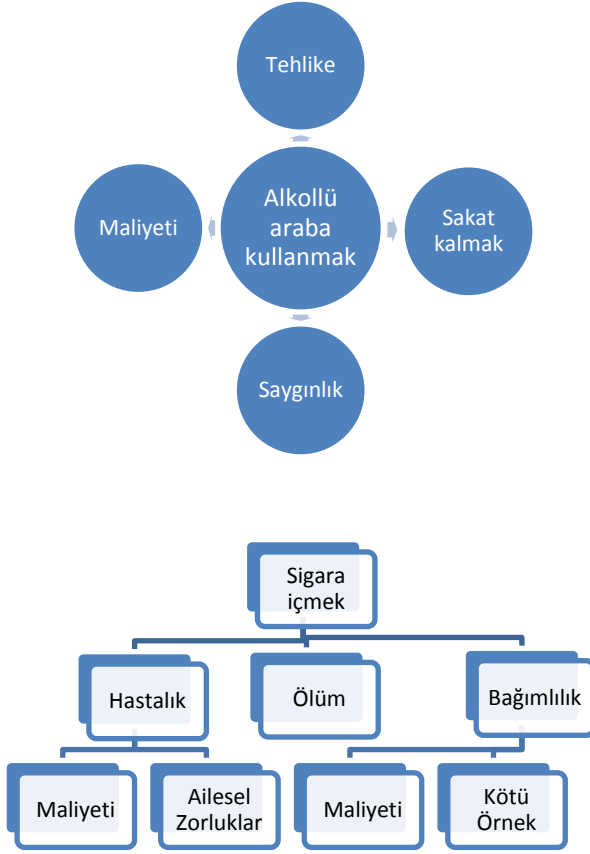 Tehlike
Maliyeti
Alkollü
araba
kullanmak
Sakat
kalmak
Saygınlık
Sigara
içmek
Hastalık
Ölüm
Bağımlılık
Maliyeti
Ailesel
Zorluklar
Maliyeti
Kötü
Örnek